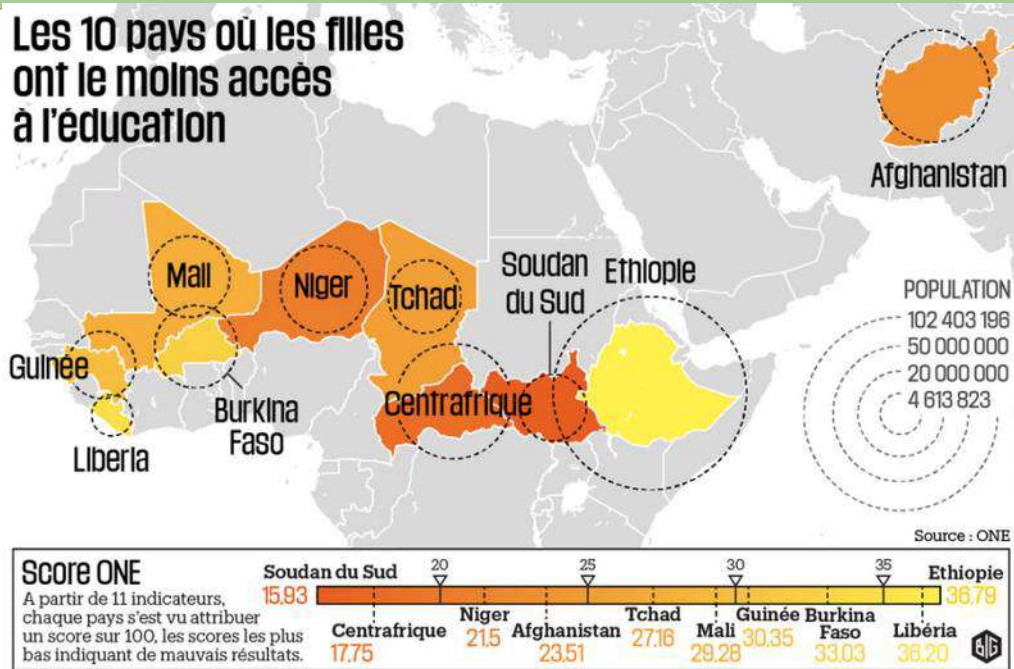 Les 10 pays où les filles
ont le moins accès
à l'éducation
Afghanistan
Mali
Niger
Tchad
Soudan
du Sud
Ethiopie
Guinée
Burkina
Faso
Centrafrique
Liberia
POPULATION
102 403 196
50 000 000
20 000 000
4 613 823
Source : ONE
Score ONE
A partir de 11 indicateurs,
chaque pays s'est vu attribuer
un score sur 100, les scores les plus
bas indiquant de mauvais résultats.
20 25 30 35
Soudan du Sud
15,93
Ethiopie
36,79
Centrafrique
17,75
Niger
21,5
Afghanistan
23,51
Tchad
27,16
Mali
29,28
Guinée
30,35
Burkina
Faso
33,03
Libéria
36,20
BIG